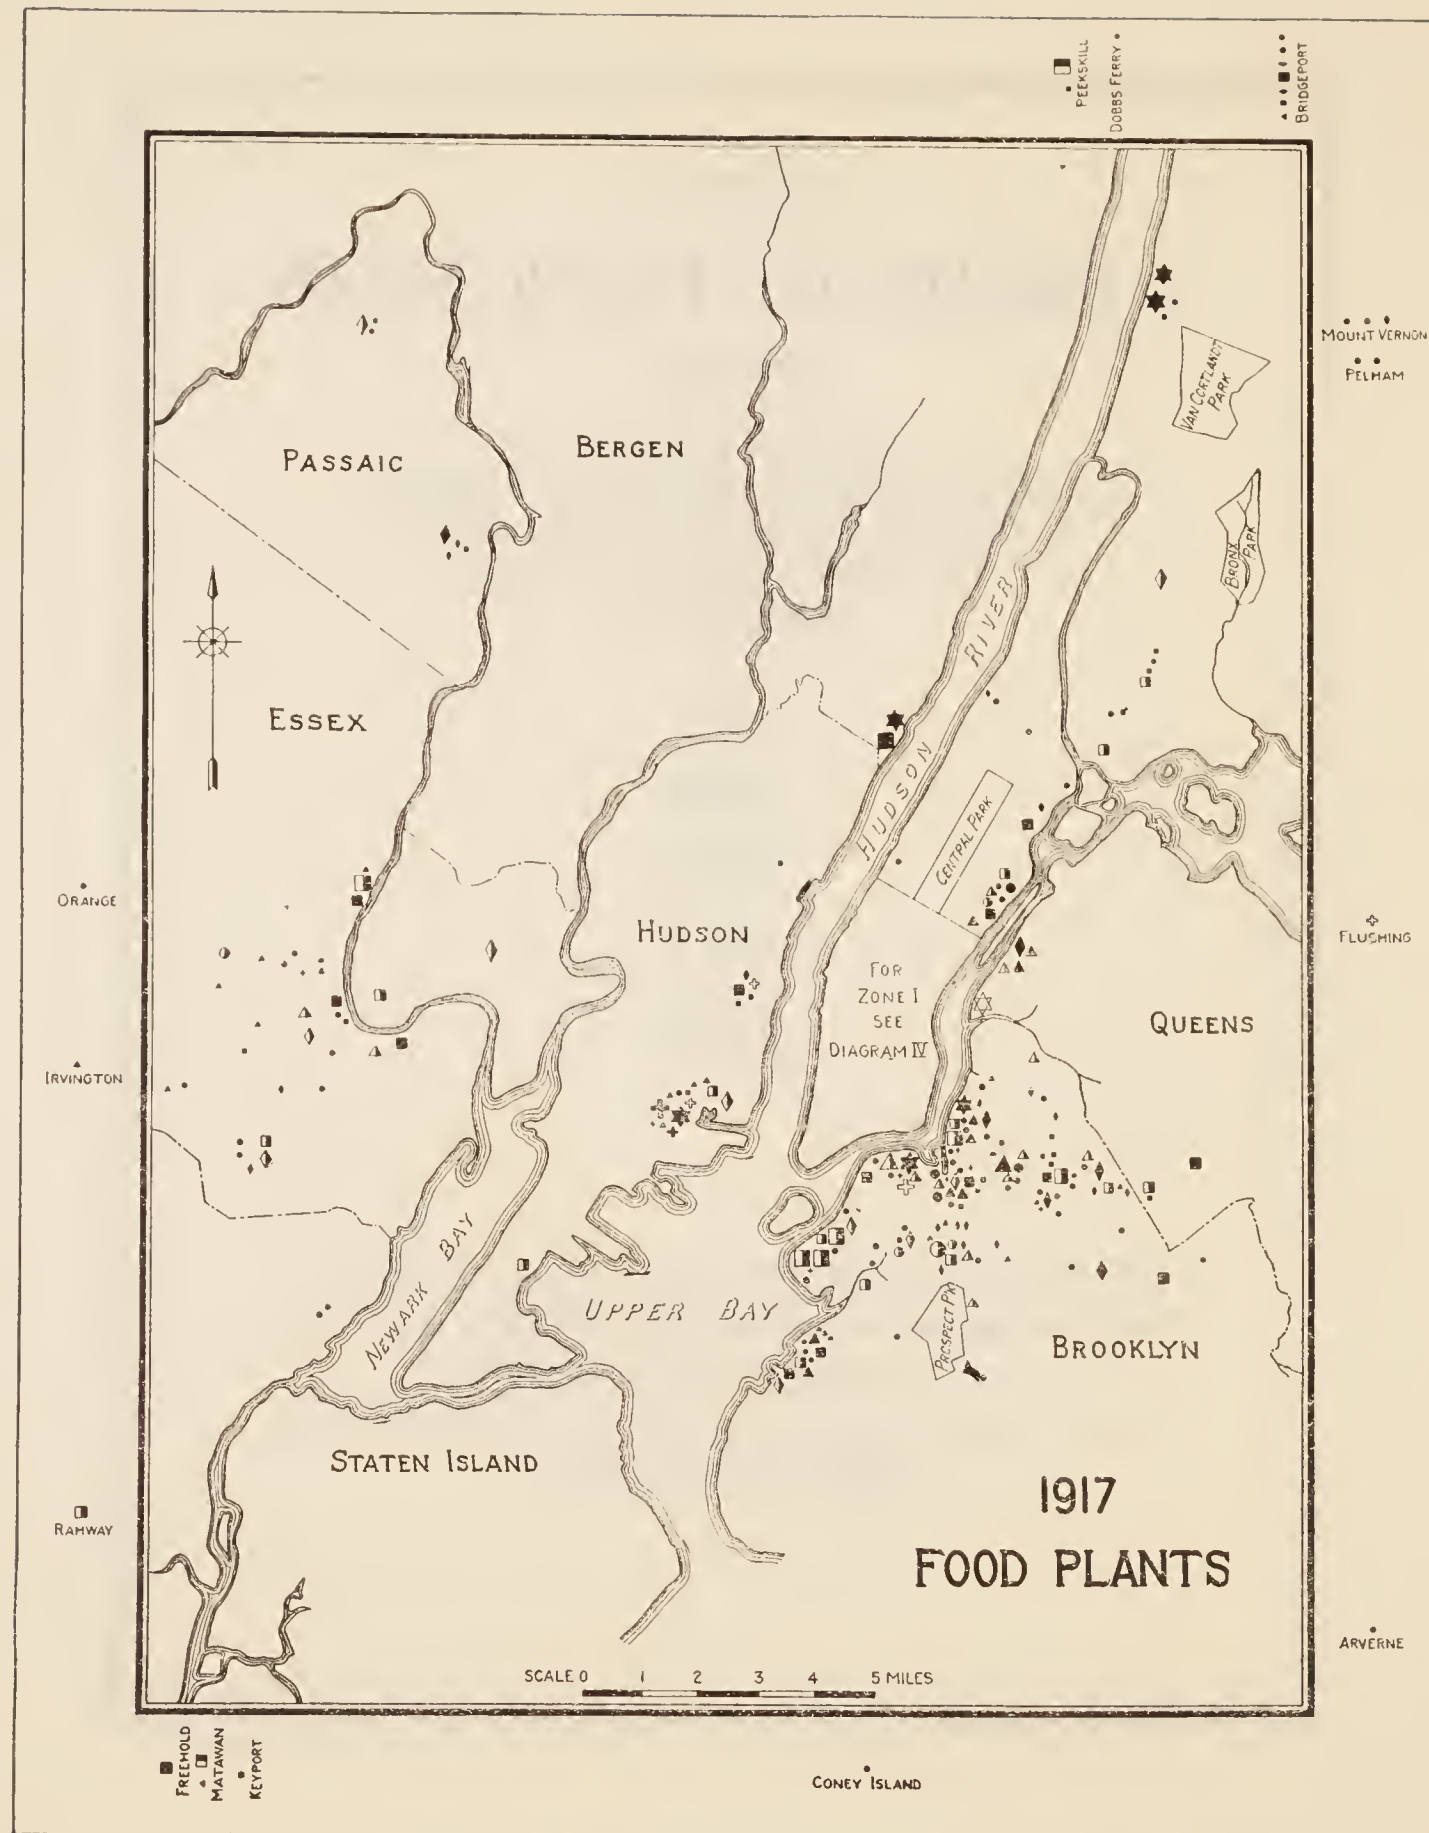 PEEKSKILL
DOBBS FERRY
BRIDGEPORT
MOUNT VERNON
PELHAM
VAN CORTLANDT
PARK
BERGEN
PASSAIC
BRONX
PARK
HUDSON RIVER
ESSEX
CENTRAL PARK
ORANGE
HUDSON
FLUSHING
FOR
ZONE I
SEE
DIAGRAM IV
QUEENS
IRVINGTON
NEWARK BAY
UPPER BAY
PROSPECT PK
BROOKLYN
STATEN ISLAND
1917
FOOD PLANTS
RAHWAY
ARVERNE
SCALE 0 1 2 3 4 5 MILES
FREEHOLD
MATAWAN
KEYPORT
CONEY ISLAND